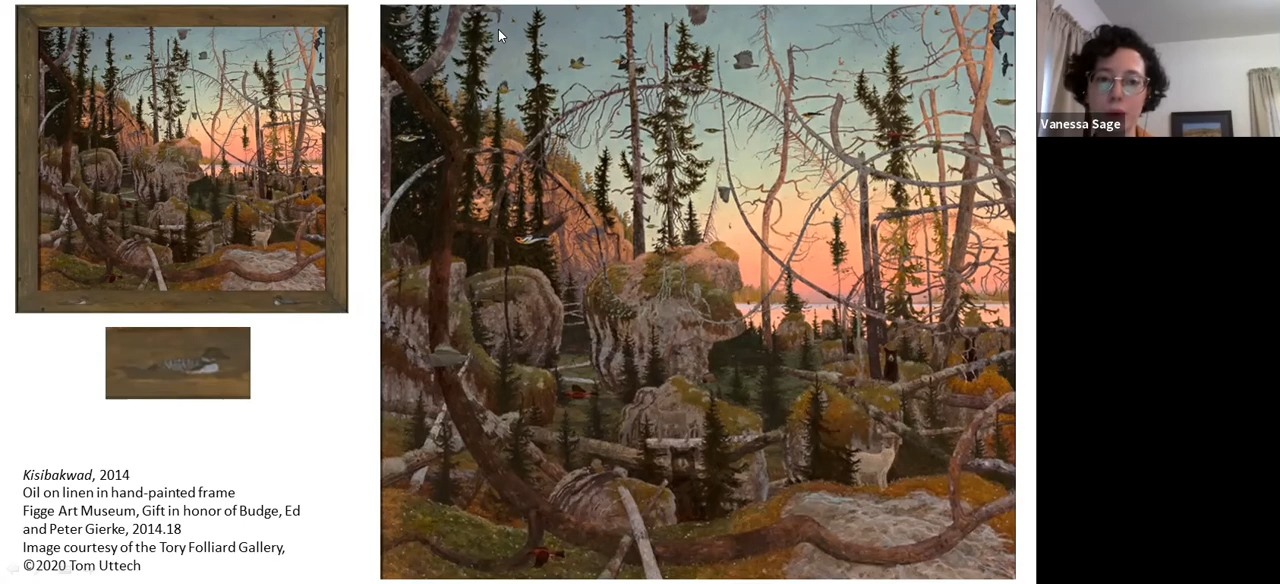 Vanessa Sage
Kisibakwad, 2014
Oil on linen in hand-painted frame
Figge Art Museum, Gift in honor of Budge, Ed
and Peter Gierke, 2014.18
Image courtesy of the Tory Folliard Gallery,
©2020 Tom Uttech